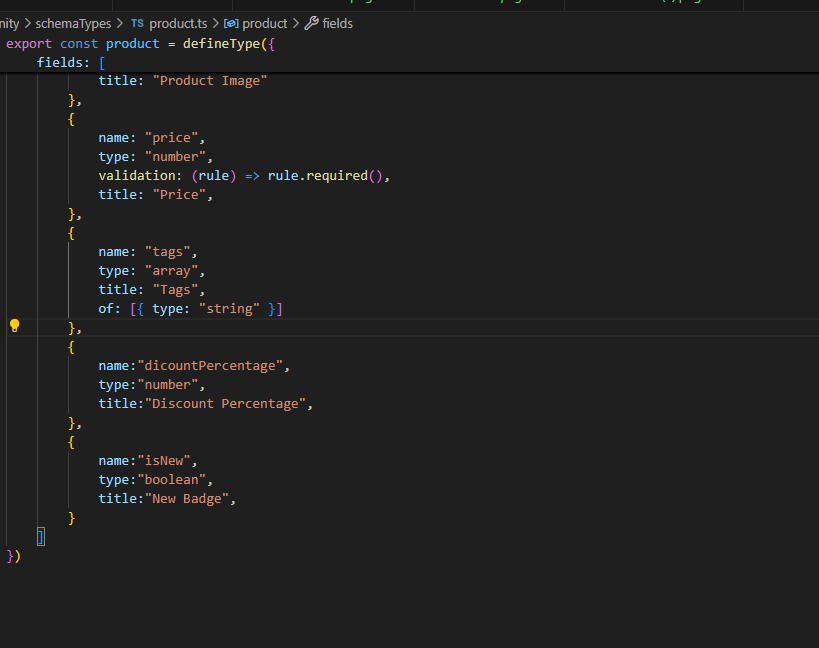 nity > schemaTypes > TS product.ts > product > fields
export const product = defineType({
fields: [
title: "Product Image"
},
{
name: "price",
type: "number",
validation: (rule) => rule.required(),
title: "Price",
},
{
name: "tags",
type: "array",
title: "Tags",
of: [{ type: "string" }]
},
{
name:"dicountPercentage",
type:"number",
title:"Discount Percentage",
},
{
name:"isNew",
type:"boolean",
title:"New Badge",
}
]
})